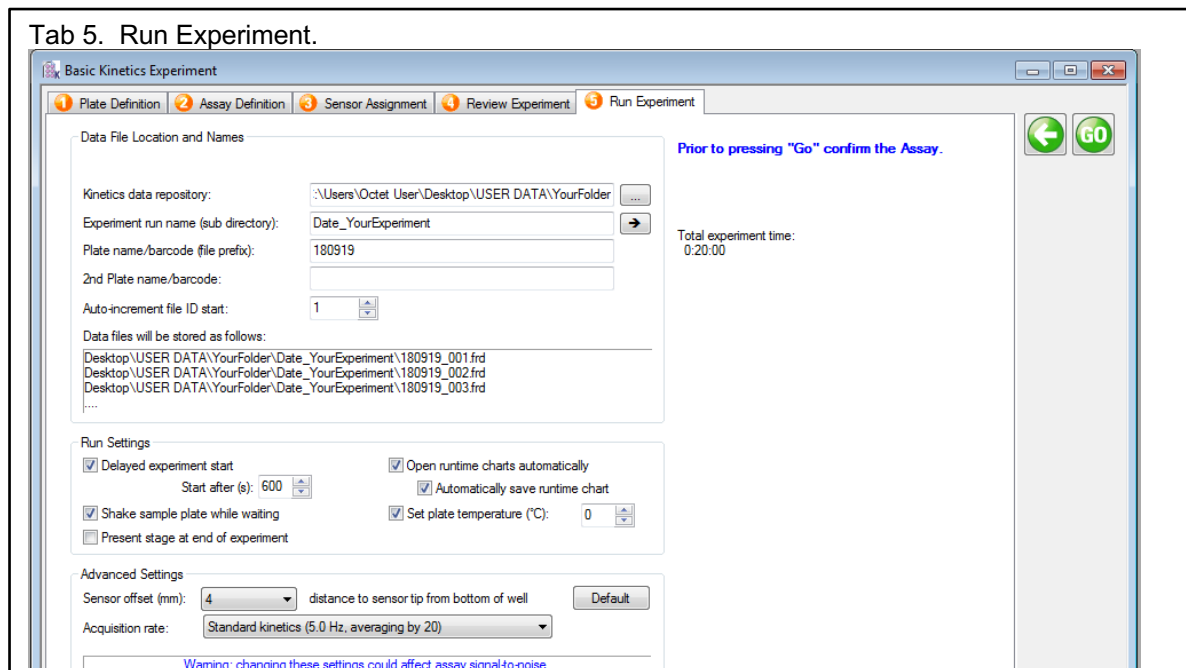 Tab 5. Run Experiment.
Basic Kinetics Experiment
1 Plate Definition 2 Assay Definition 3 Sensor Assignment 4 Review Experiment 5 Run Experiment
Data File Location and Names
Prior to pressing "Go" confirm the Assay.
GO
Kinetics data repository: :\Users\Octet User\Desktop\USER DATA\YourFolder ...
Experiment run name (sub directory): Date_YourExperiment
Total experiment time:
0:20:00
Plate name/barcode (file prefix): 180919
2nd Plate name/barcode:
Auto-increment file ID start: 1
Data files will be stored as follows:
Desktop\USER DATA\YourFolder\Date_YourExperiment\180919_001.frd
Desktop\USER DATA\YourFolder\Date_YourExperiment\180919_002.frd
Desktop\USER DATA\YourFolder\Date_YourExperiment\180919_003.frd
....
Run Settings
Delayed experiment start Open runtime charts automatically
Start after (s): 600 Automatically save runtime chart
Shake sample plate while waiting Set plate temperature (°C): 0
Present stage at end of experiment
Advanced Settings
Sensor offset (mm): 4 distance to sensor tip from bottom of well Default
Acquisition rate: Standard kinetics (5.0 Hz, averaging by 20)
Warning: changing these settings could affect assay signal-to-noise